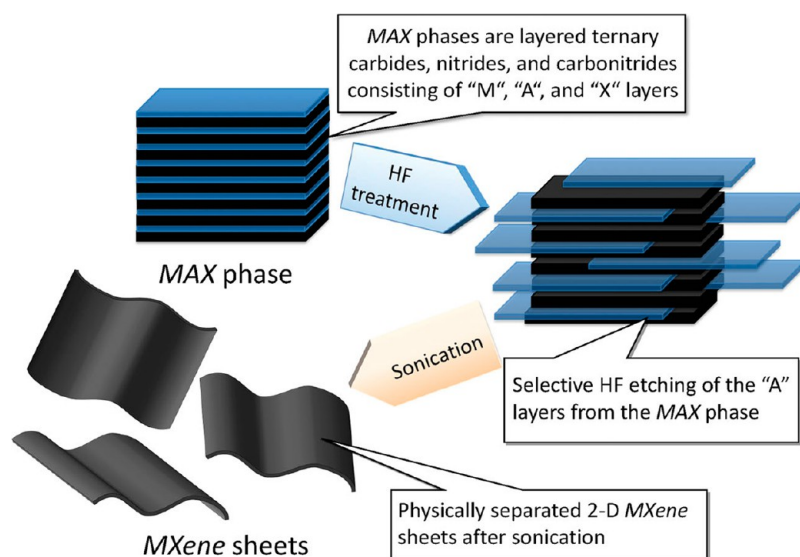 MAX phases are layered ternary
carbides, nitrides, and carbonitrides
consisting of “M“, “A“, and “X“ layers
HF
treatment
MAX phase
Sonication
Selective HF etching of the “A”
layers from the MAX phase
Physically separated 2-D MXene
sheets after sonication
MXene sheets